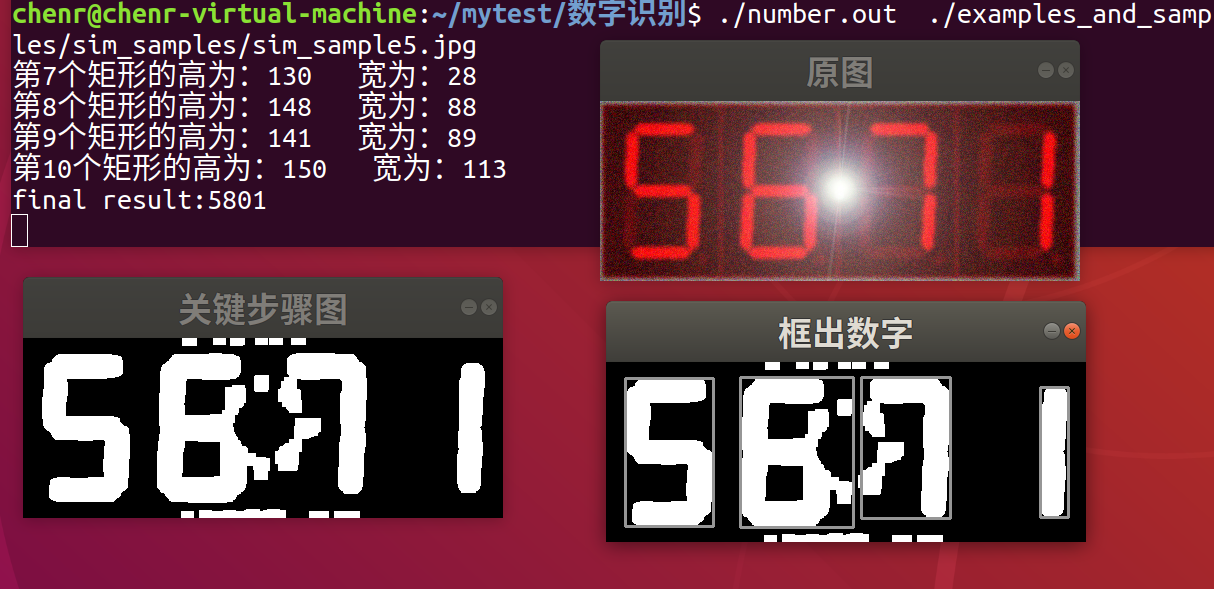 chenr@chenr-virtual-machine:~/mytest/数字识别$ ./number.out  ./examples_and_samp
les/sim_samples/sim_sample5.jpg
第7个矩形的高为：130   宽为：28
第8个矩形的高为：148   宽为：88
第9个矩形的高为：141   宽为：89
第10个矩形的高为：150   宽为：113
final result:5801
原图
5671
关键步骤图
5671
框出数字
5671